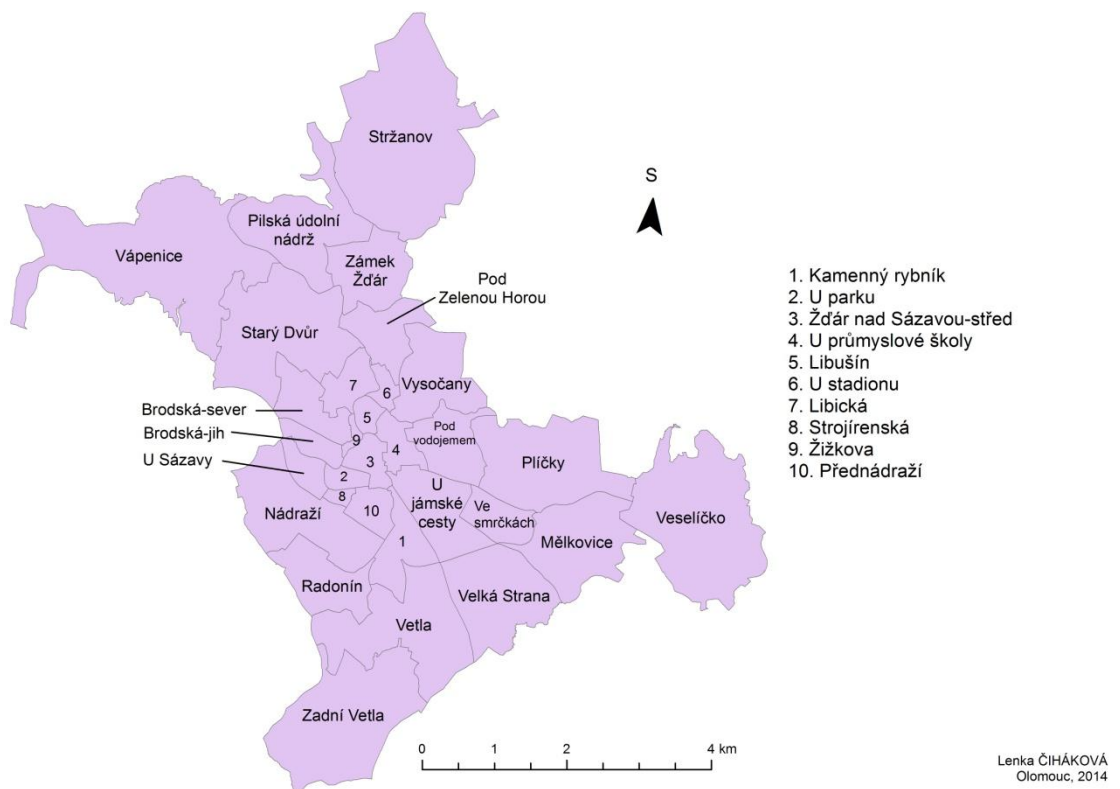 Stržanov
S
Pilská údolní
nádrž
Vápenice
Zámek
Žďár
Pod
Zelenou Horou
1. Kamenný rybník
2. U parku
3. Žďár nad Sázavou-střed
4. U průmyslové školy
5. Libušín
6. U stadionu
7. Libická
8. Strojírenská
9. Žižkova
10. Přednádraží
Starý Dvůr
7
6
Vysočany
Brodská-sever
5
Brodská-jih
9
4
Pod
vodojemem
U Sázavy
3
2
Plíčky
8
U
jámské
cesty
Nádraží
10
Ve
smrčkách
Veselíčko
1
Mělkovice
Radonín
Velká Strana
Vetla
Zadní Vetla
0 1 2 4 km
Lenka ČIHÁKOVÁ
Olomouc, 2014